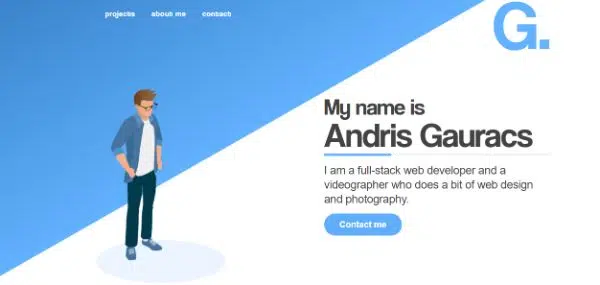 projects about me contact
G.
My name is
Andris Gauracs
I am a full-stack web developer and a
videographer who does a bit of web design
and photography.
Contact me